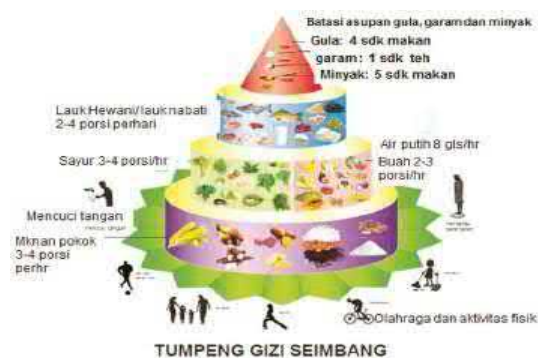 Batasi asupan gula, garam dan minyak
Gula: 4 sdk makan
garam: 1 sdk teh
Minyak: 5 sdk makan
Lauk Hewani/lauk nabati
2-4 porsi perhari
Air putih 8 gls/hr
Sayur 3-4 porsi/hr
Buah 2-3
porsi/hr
Mencuci tangan
Mknan pokok
3-4 porsi
perhr
Olahraga dan aktivitas fisik
TUMPENG GIZI SEIMBANG